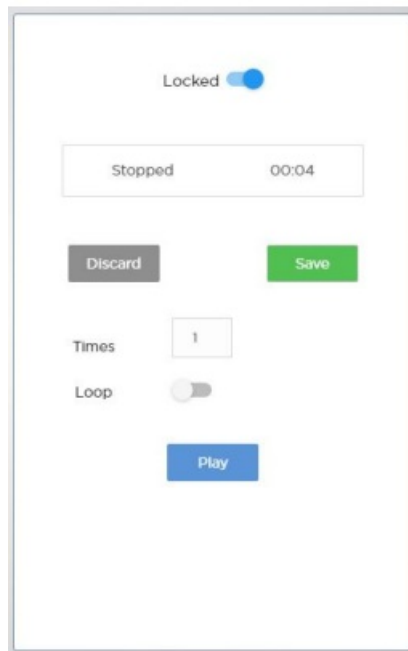 Locked
Stopped 00:04
Discard Save
Times 1
Loop
Play